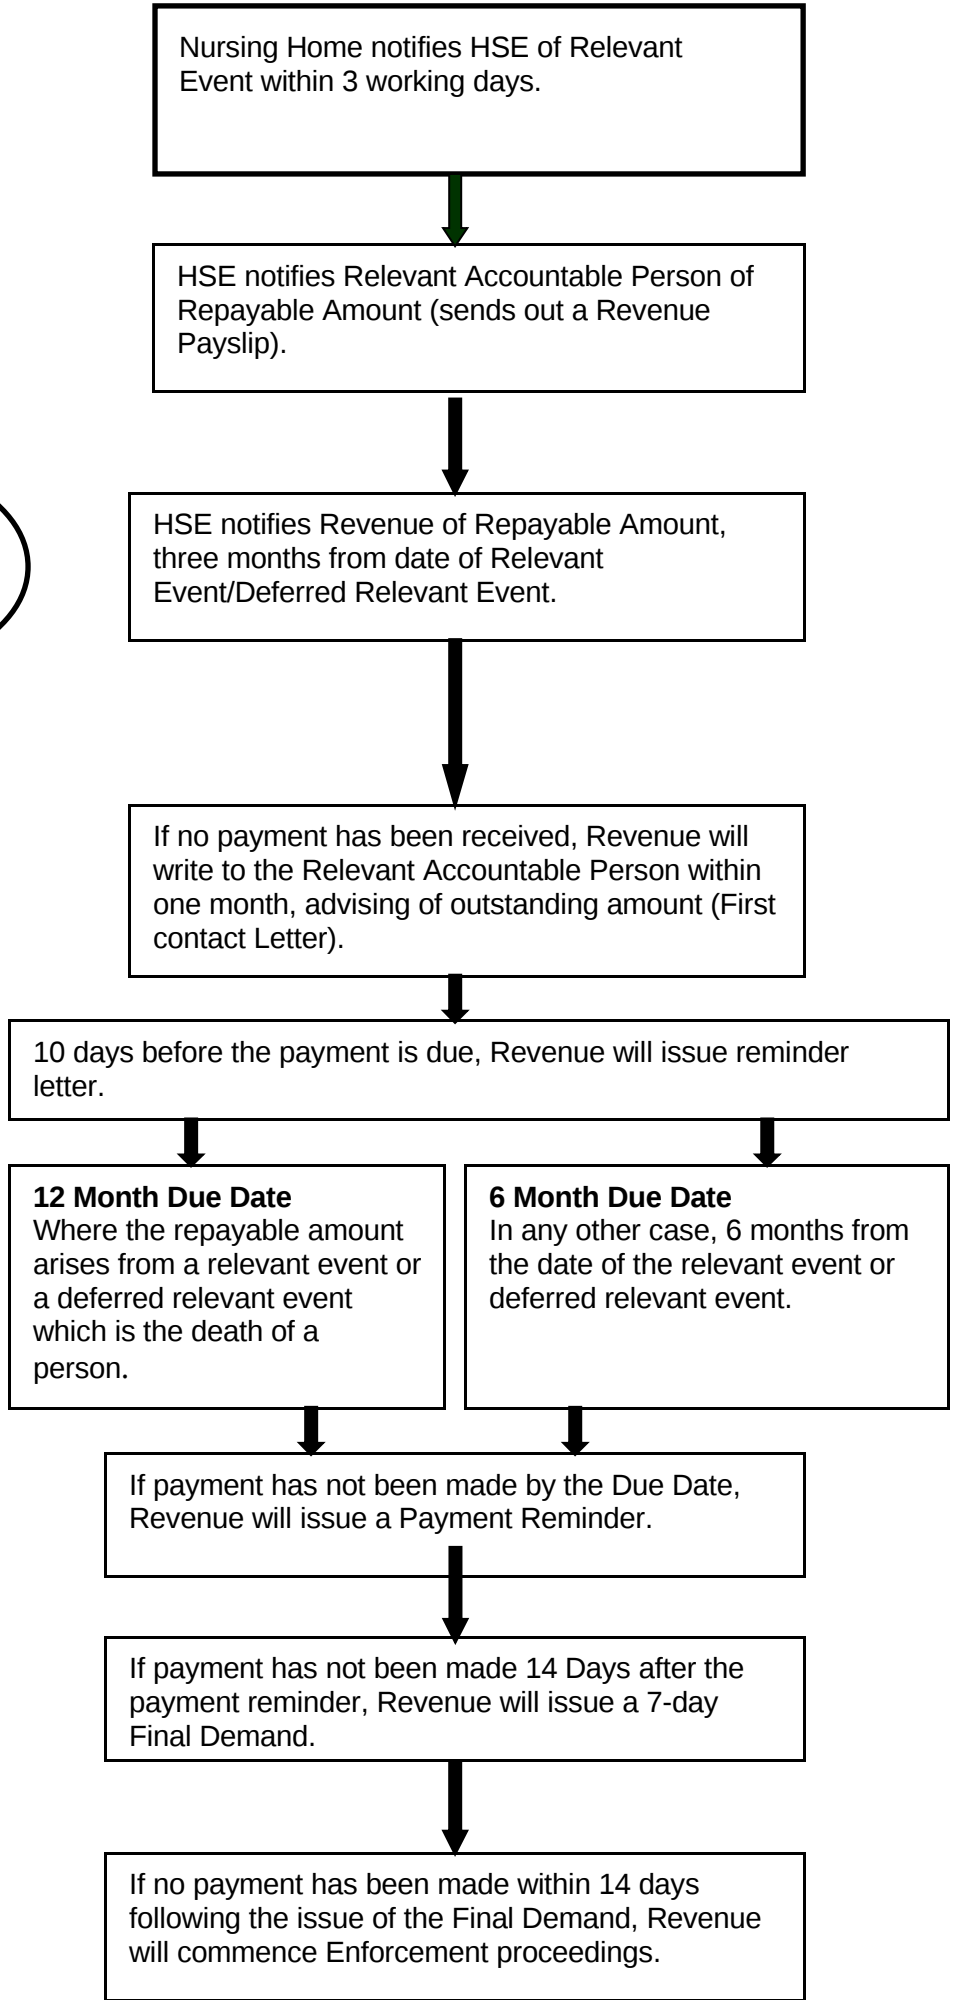 Nursing Home notifies HSE of Relevant
Event within 3 working days.
HSE notifies Relevant Accountable Person of
Repayable Amount (sends out a Revenue
Payslip).
HSE notifies Revenue of Repayable Amount,
three months from date of Relevant
Event/Deferred Relevant Event.
If no payment has been received, Revenue will
write to the Relevant Accountable Person within
one month, advising of outstanding amount (First
contact Letter).
10 days before the payment is due, Revenue will issue reminder
letter.
12 Month Due Date
Where the repayable amount
arises from a relevant event or
a deferred relevant event
which is the death of a
person.
6 Month Due Date
In any other case, 6 months from
the date of the relevant event or
deferred relevant event.
If payment has not been made by the Due Date,
Revenue will issue a Payment Reminder.
If payment has not been made 14 Days after the
payment reminder, Revenue will issue a 7-day
Final Demand.
If no payment has been made within 14 days
following the issue of the Final Demand, Revenue
will commence Enforcement proceedings.